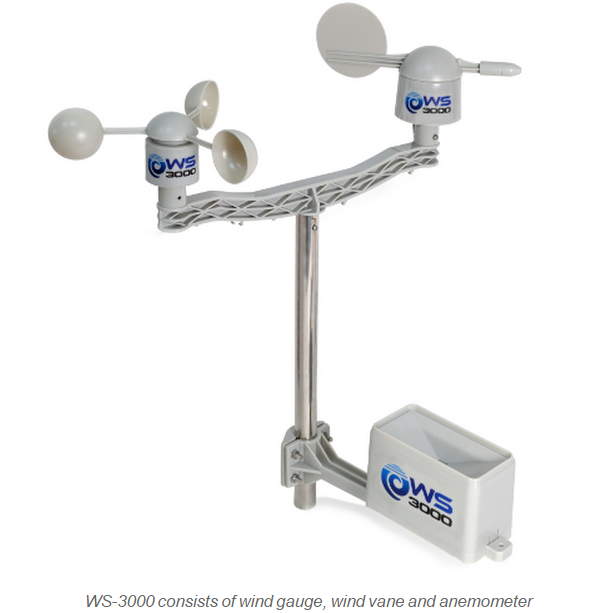 WS
3000
WS
3000
WS
3000
WS-3000 consists of wind gauge, wind vane and anemometer